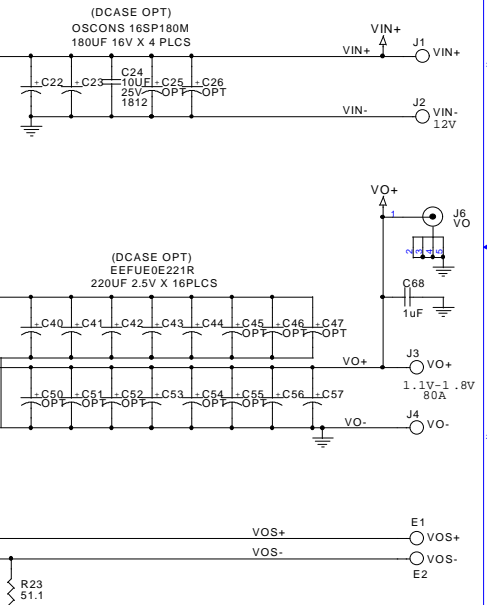 (DCASE OPT)
OSCONS 16SP180M
180UF 16V X 4 PLCS
VIN+
VIN+
J1
VIN+
+ C22
+ C23
C24
10UF
25V
1812
+ C25
OPT
+ C26
OPT
VIN-
J2
VIN-
12V
VO+
1
J6
VO
2
3
4
5
(DCASE OPT)
EEFUE0E221R
220UF 2.5V X 16PLCS
C68
1uF
+ C40
+ C41
+ C42
+ C43
+ C44
+ C45
OPT
+ C46
OPT
+ C47
OPT
VO+
J3
VO+
1.1V-1.8V
80A
+ C50
OPT
+ C51
OPT
+ C52
OPT
+ C53
+ C54
OPT
+ C55
OPT
+ C56
+ C57
VO-
J4
VO-
VOS+
E1
VOS+
VOS-
VOS-
E2
R23
51.1